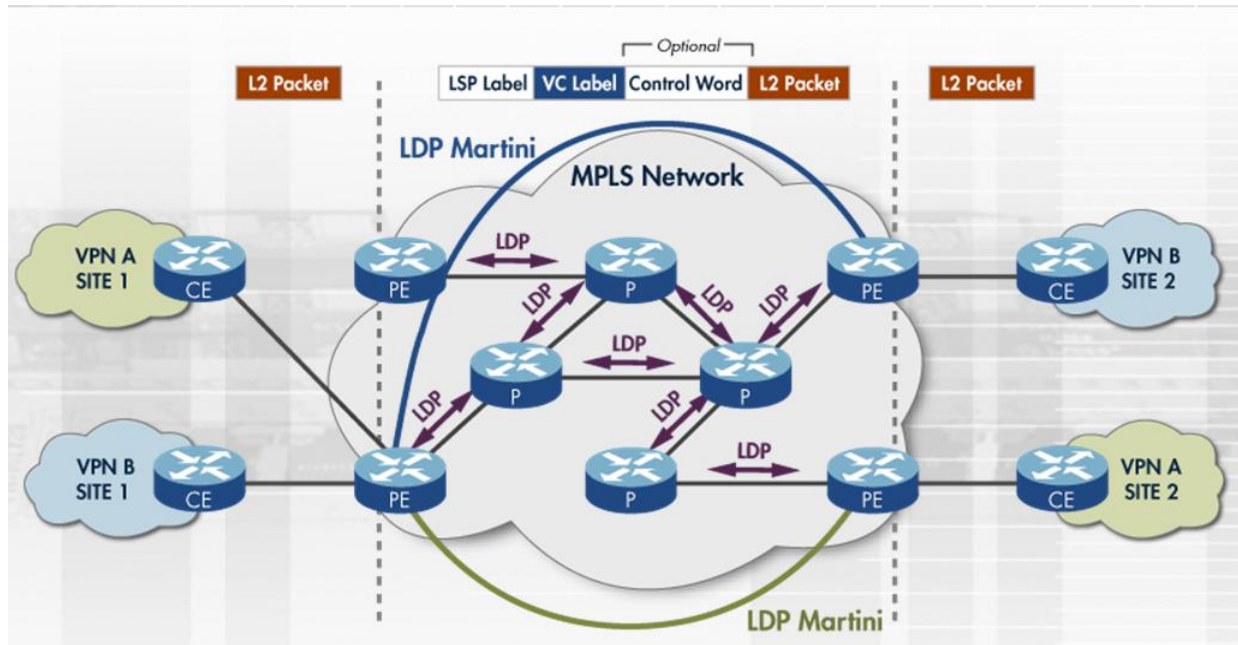 Optional
L2 Packet
LSP Label
VC Label
Control Word
L2 Packet
L2 Packet
LDP Martini
MPLS Network
VPN A
SITE 1
CE
PE
LDP
P
LDP
LDP
LDP
PE
CE
VPN B
SITE 2
LDP
P
P
LDP
LDP
VPN B
SITE 1
CE
PE
P
LDP
PE
CE
VPN A
SITE 2
LDP Martini